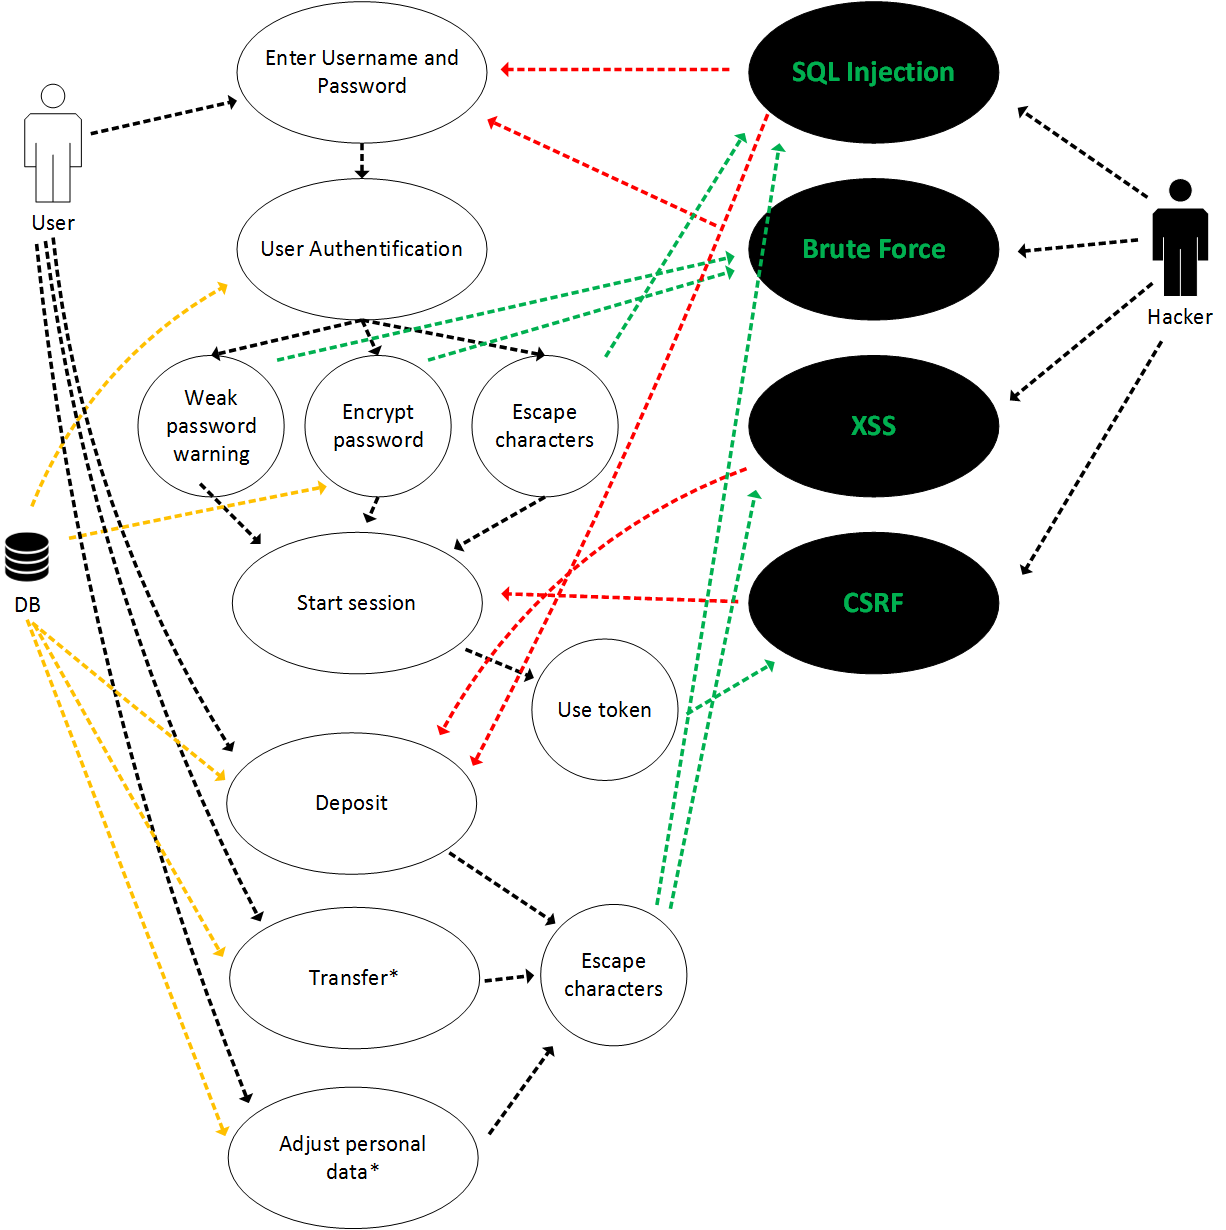 Enter Username and
Password
SQL Injection
User
User Authentification
Brute Force
Hacker
Weak
password
warning
Encrypt
password
Escape
characters
XSS
DB
Start session
CSRF
Use token
Deposit
Escape
characters
Transfer*
Adjust personal
data*